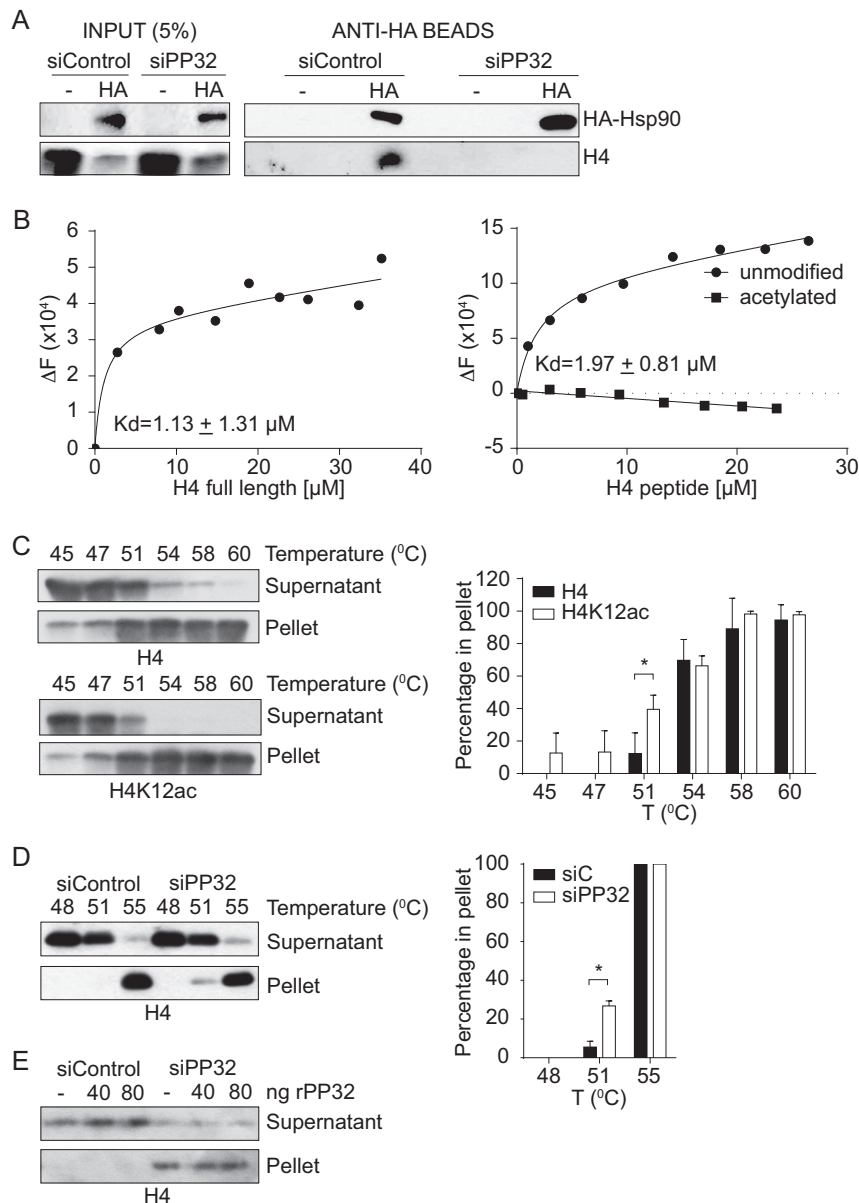 A
INPUT (5%)
ANTI-HA BEADS
siControl siPP32
siControl siPP32
- HA - HA
- HA - HA
HA-Hsp90
H4
B
6
5
4
3
2
1
0
ΔF (x10⁴)
Kd=1.13 ± 1.31 µM
0 10 20 30 40
H4 full length [µM]
15
10
5
0
-5
ΔF (x10⁴)
unmodified
acetylated
Kd=1.97 ± 0.81 µM
0 10 20 30
H4 peptide [µM]
C
45 47 51 54 58 60 Temperature (⁰C)
Supernatant
Pellet
H4
45 47 51 54 58 60 Temperature (⁰C)
Supernatant
Pellet
H4K12ac
120
100
80
60
40
20
0
Percentage in pellet
H4
H4K12ac
*
45 47 51 54 58 60
T (⁰C)
D
siControl siPP32
48 51 55 48 51 55 Temperature (⁰C)
Supernatant
Pellet
H4
100
80
60
40
20
0
Percentage in pellet
siC
siPP32
*
48 51 55
T (⁰C)
E
siControl siPP32
- 40 80 - 40 80 ng rPP32
Supernatant
Pellet
H4